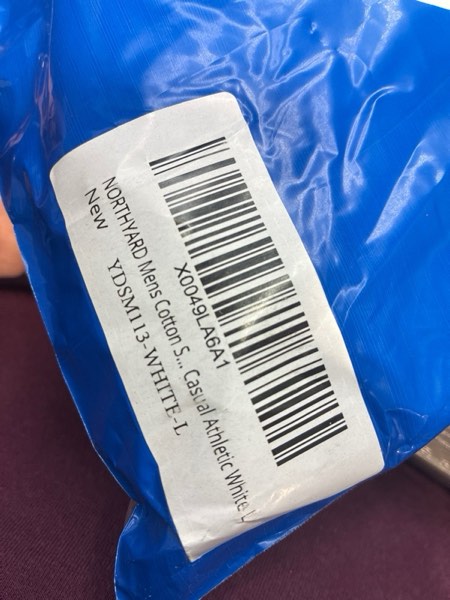 X0049LA6A1
NORTHYARD Mens Cotton S... Casual Athletic White L
New
YDSM113-WHITE-L